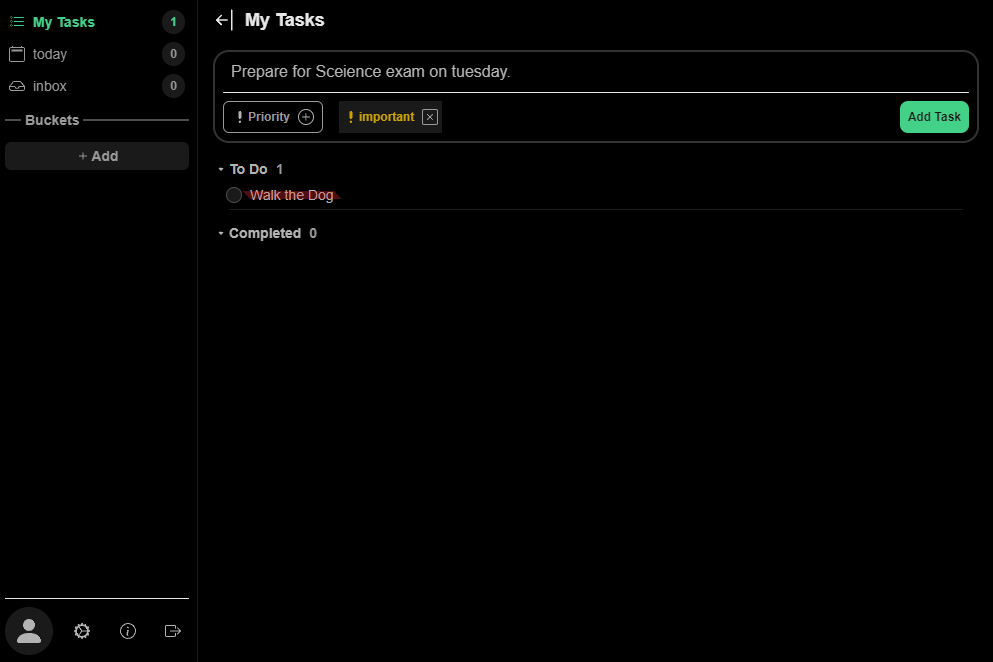 My Tasks 1
today 0
inbox 0
Buckets
+ Add
My Tasks
Prepare for Sceience exam on tuesday.
! Priority
! important
Add Task
To Do 1
Walk the Dog
Completed 0